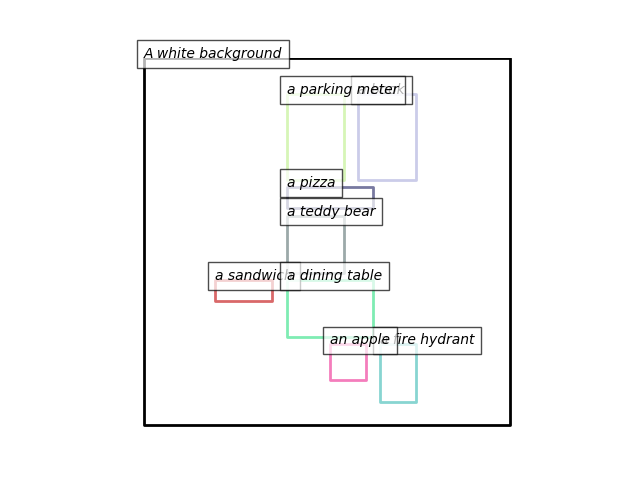 A white background
a parking meter
a pizza
a teddy bear
a sandwich
a dining table
an apple
a fire hydrant